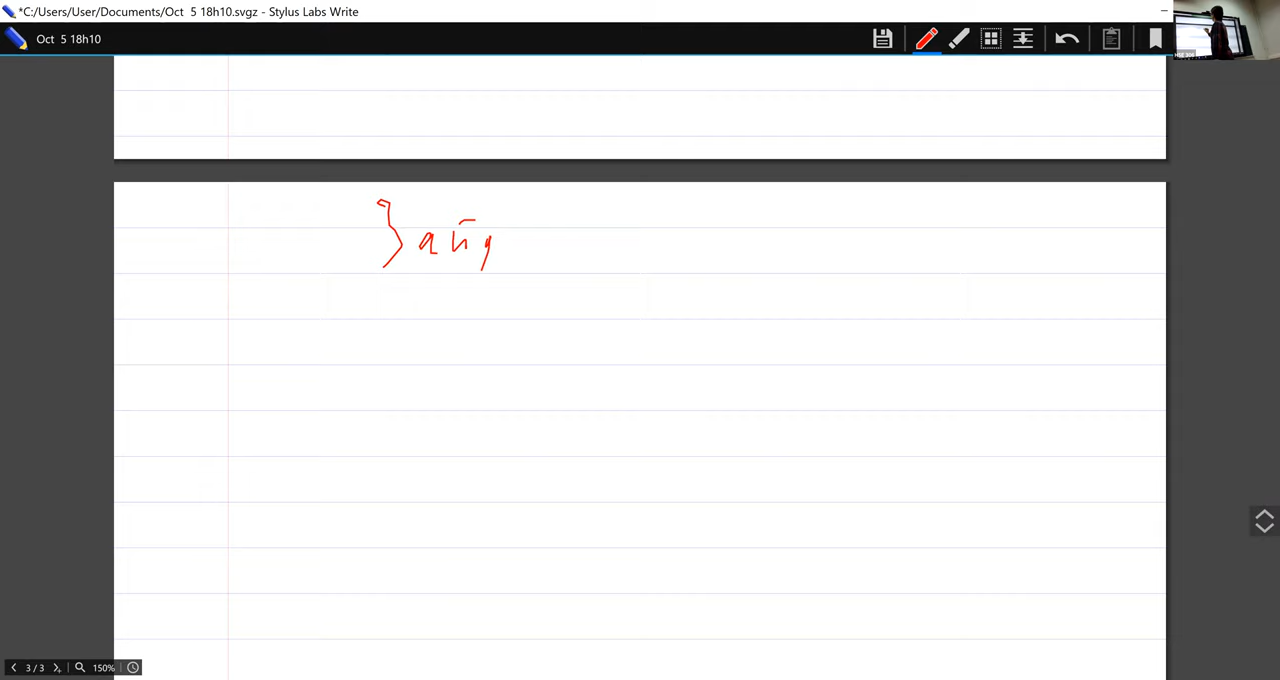 *C:/Users/User/Documents/Oct 5 18h10.svgz - Stylus Labs Write
Oct 5 18h10
3 / 3
150%